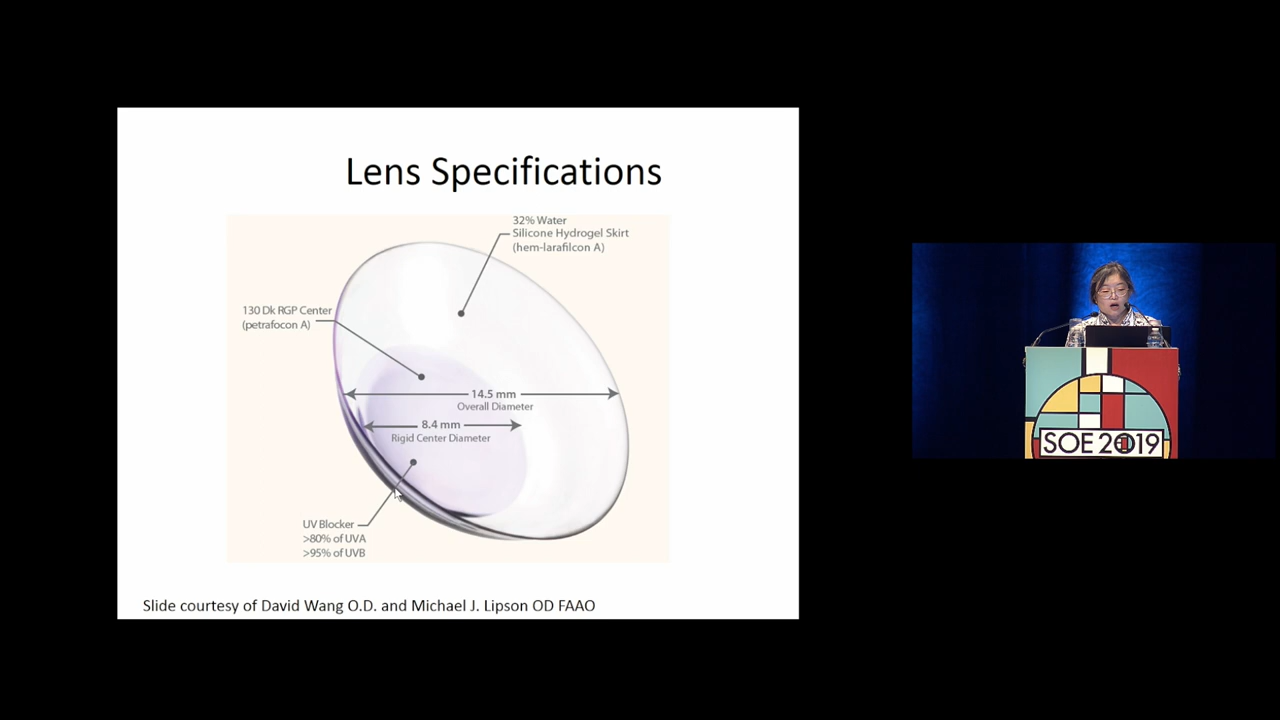 Lens Specifications
32% Water
Silicone Hydrogel Skirt
(hem-larafilcon A)
130 Dk RGP Center
(petrafocon A)
14.5 mm
Overall Diameter
8.4 mm
Rigid Center Diameter
UV Blocker
>80% of UVA
>95% of UVB
Slide courtesy of David Wang O.D. and Michael J. Lipson OD FAAO
SOE 2019